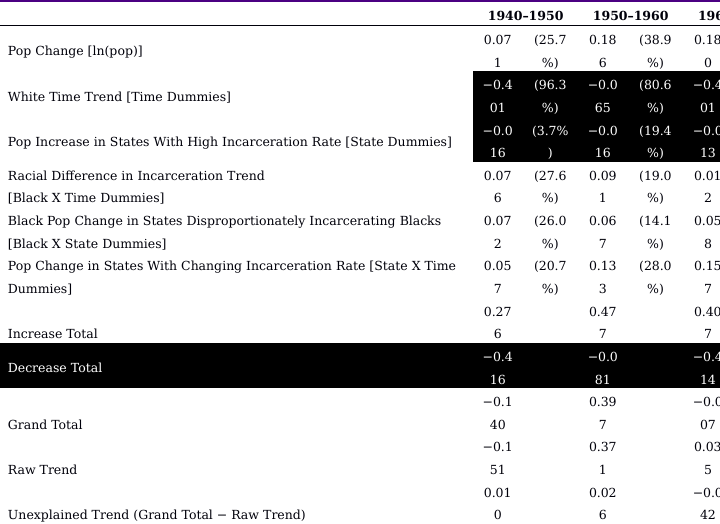 1940–1950 1950–1960 196
Pop Change [ln(pop)] 0.071 (25.7%) 0.186 (38.9%) 0.180
White Time Trend [Time Dummies] −0.401 (96.3%) −0.065 (80.6%) −0.401
Pop Increase in States With High Incarceration Rate [State Dummies] −0.016 (3.7%) −0.016 (19.4%) −0.013
Racial Difference in Incarceration Trend
[Black X Time Dummies] 0.076 (27.6%) 0.091 (19.0%) 0.012
Black Pop Change in States Disproportionately Incarcerating Blacks
[Black X State Dummies] 0.072 (26.0%) 0.067 (14.1%) 0.058
Pop Change in States With Changing Incarceration Rate [State X Time
Dummies] 0.057 (20.7%) 0.133 (28.0%) 0.157
Increase Total 0.276 0.477 0.407
Decrease Total −0.416 −0.081 −0.414
Grand Total −0.140 0.397 −0.007
Raw Trend −0.151 0.371 0.035
Unexplained Trend (Grand Total − Raw Trend) 0.010 0.026 −0.042